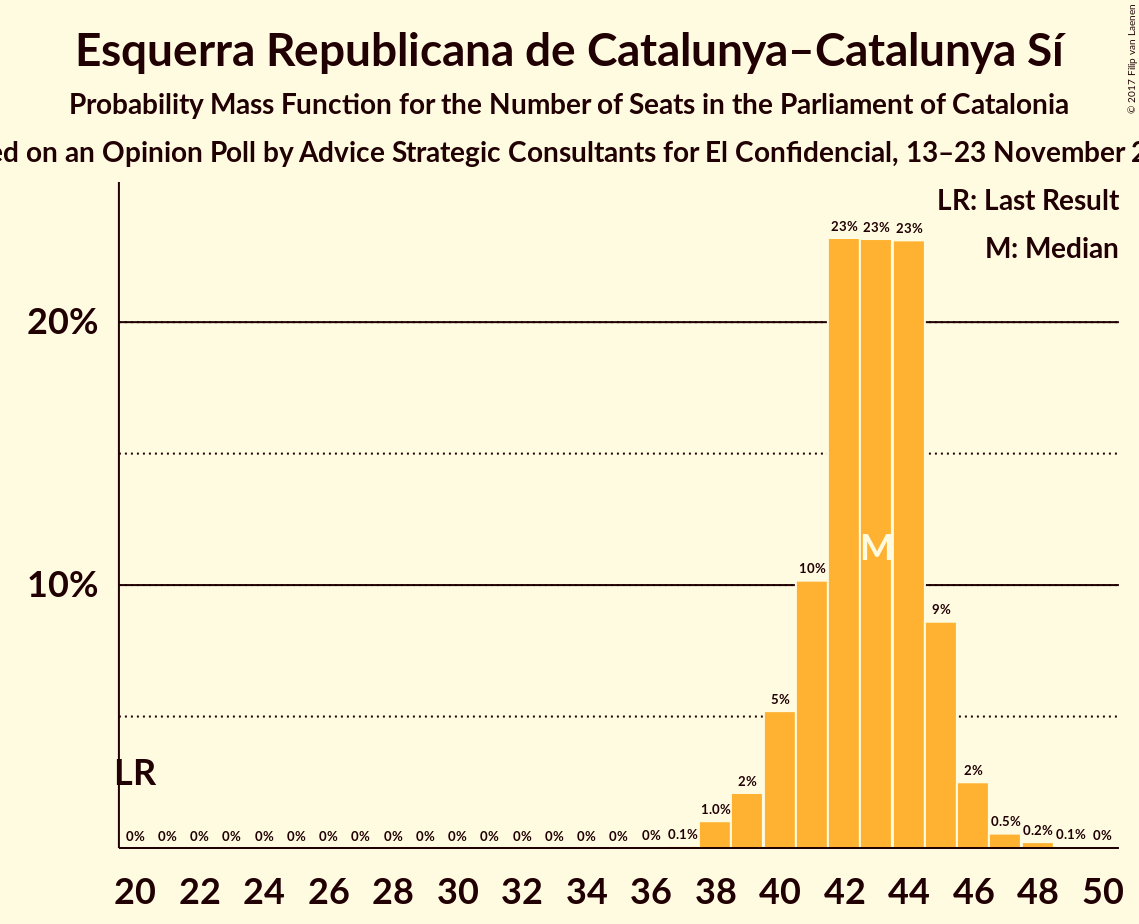 Esquerra Republicana de Catalunya–Catalunya Sí
Probability Mass Function for the Number of Seats in the Parliament of Catalonia
on an Opinion Poll by Advice Strategic Consultants for El Confidencial, 13–23 November
© 2017 Filip van Laenen
LR: Last Result
M: Median
23% 23% 23%
20%
M
10%
10%
9%
5%
LR
2%
2%
1.0%
0.5%
0% 0% 0% 0% 0% 0% 0% 0% 0% 0% 0% 0% 0% 0% 0% 0% 0% 0.1% 0.2% 0.1% 0%
20 22 24 26 28 30 32 34 36 38 40 42 44 46 48 50